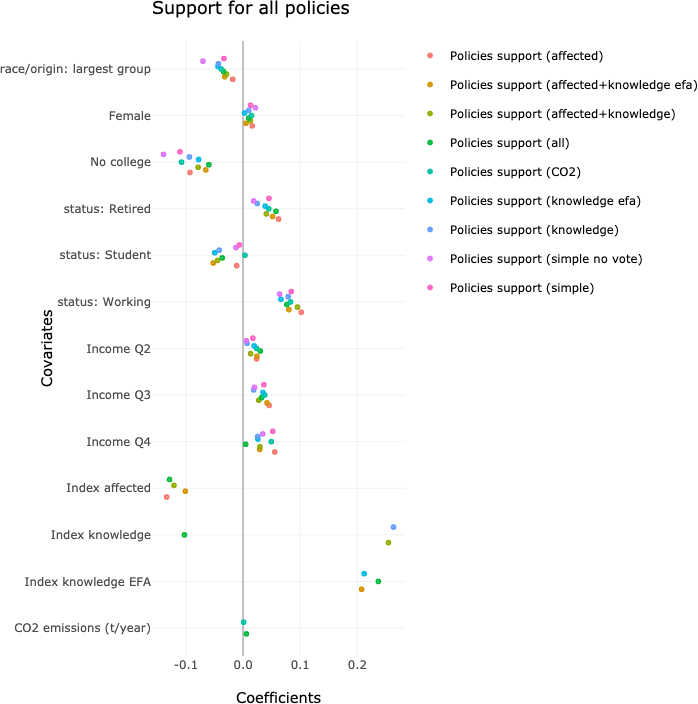 Support for all policies
race/origin: largest group
Female
No college
status: Retired
status: Student
status: Working
Income Q2
Income Q3
Income Q4
Index affected
Index knowledge
Index knowledge EFA
CO2 emissions (t/year)
Covariates
-0.1
0.0
0.1
0.2
Coefficients
Policies support (affected)
Policies support (affected+knowledge efa)
Policies support (affected+knowledge)
Policies support (all)
Policies support (CO2)
Policies support (knowledge efa)
Policies support (knowledge)
Policies support (simple no vote)
Policies support (simple)